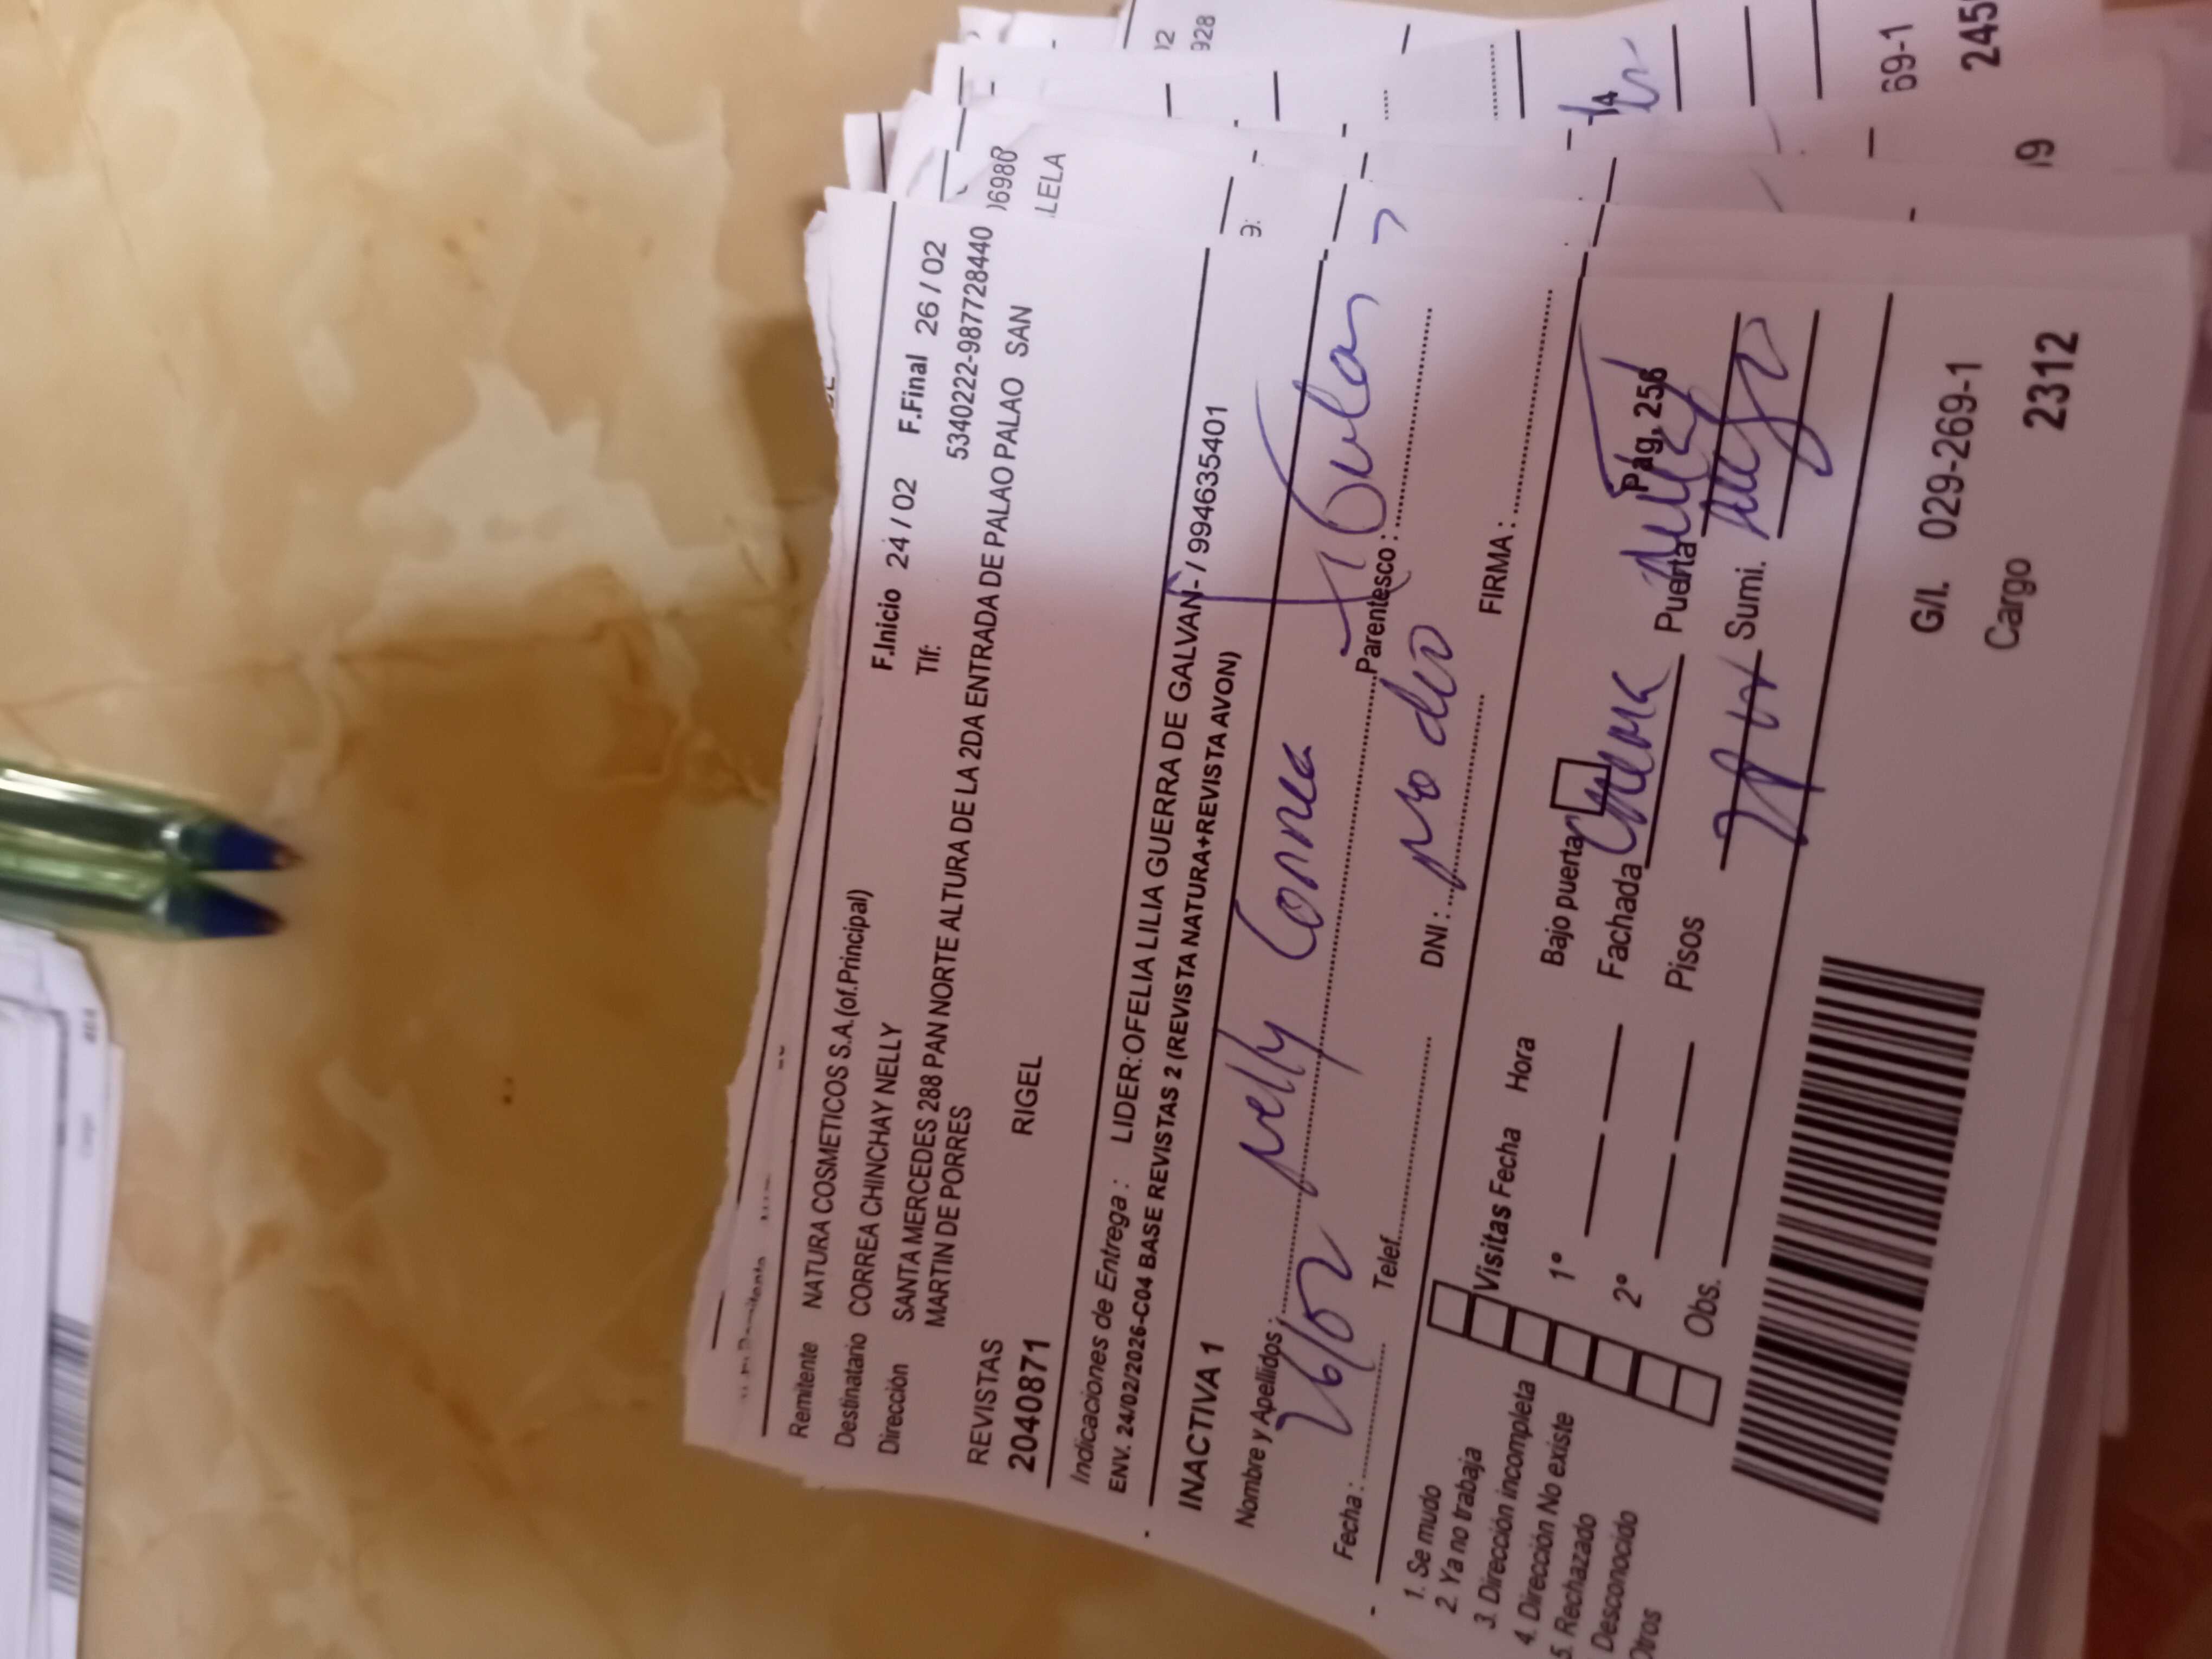 Remitente NATURA COSMETICOS S.A.(of.Principal) F.Inicio 24 / 02 F.Final 26 / 02
Destinatario CORREA CHINCHAY NELLY Tlf: 5340222-987728440
Dirección SANTA MERCEDES 288 PAN NORTE ALTURA DE LA 2DA ENTRADA DE PALAO PALAO SAN
MARTIN DE PORRES
REVISTAS
2040871 RIGEL
Indicaciones de Entrega : LIDER:OFELIA LILIA GUERRA DE GALVAN- / 994635401
ENV. 24/02/2026-C04 BASE REVISTAS 2 (REVISTA NATURA+REVISTA AVON)
INACTIVA 1
Nombre y Apellidos : Nelly Correa
Parentesco :
Fecha : 26/02 Telef. DNI : No dio FIRMA :
1. Se mudo
2. Ya no trabaja
3. Dirección incompleta
4. Dirección No existe
5. Rechazado
Desconocido
Otros
Visitas Fecha Hora Bajo puerta
1° Fachada Crema Puerta Pág, 256
2° Pisos Sumi.
Obs.
G/I. 029-269-1
Cargo 2312
06986
LELA
928
69-1
245